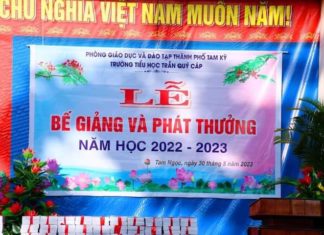 CHỦ NGHĨA VIỆT NAM MUÔN NĂM!
PHÒNG GIÁO DỤC VÀ ĐÀO TẠO THÀNH PHỐ TAM KỲ
TRƯỜNG TIỂU HỌC TRẦN QUÝ CÁP
LỄ
BẾ GIẢNG VÀ PHÁT THƯỞNG
NĂM HỌC 2022 - 2023
Tam Ngọc, ngày 30 tháng 5 năm 2023